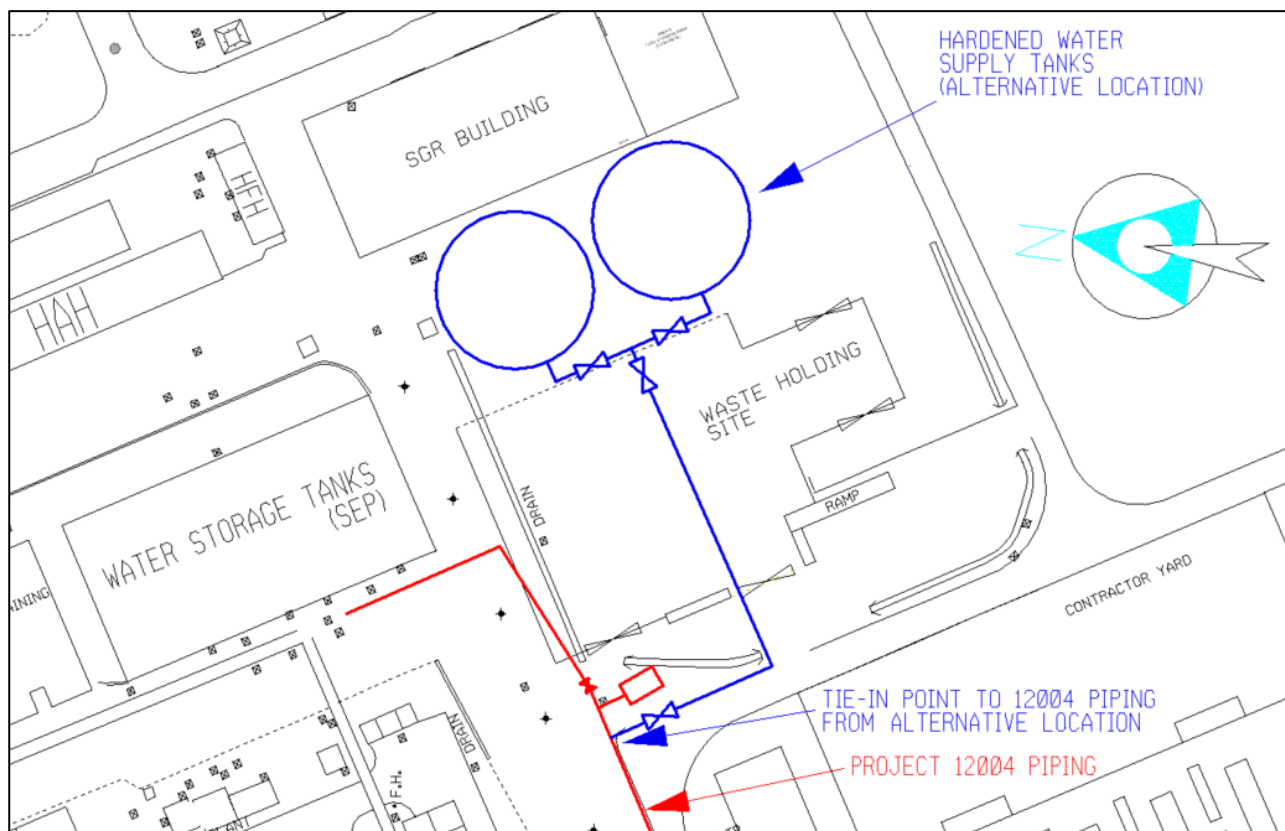 HARDENED WATER
SUPPLY TANKS
(ALTERNATIVE LOCATION)
SGR BUILDING
HFH
N
HAH
WASTE HOLDING
SITE
WATER STORAGE TANKS
(SEP)
DRAIN
RAMP
AINING
CONTRACTOR YARD
TIE-IN POINT TO 12004 PIPING
FROM ALTERNATIVE LOCATION
DRAIN
PROJECT 12004 PIPING
F.H.
LANT